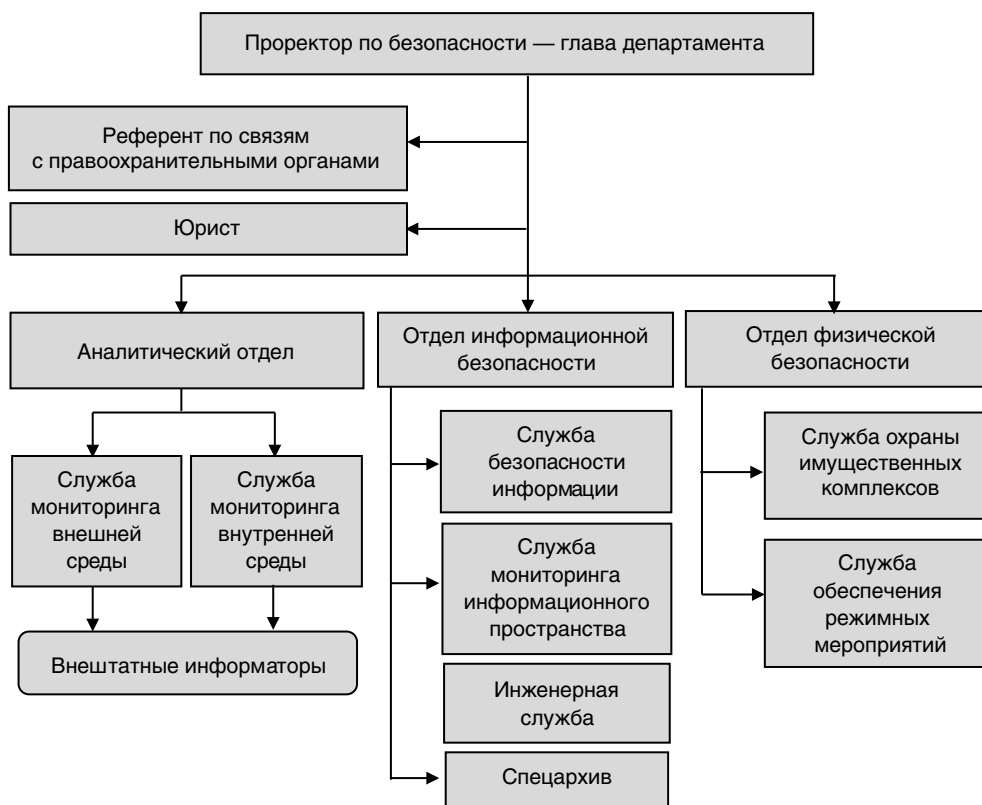 Проректор по безопасности — глава департамента
Референт по связям
с правоохранительными органами
Юрист
Аналитический отдел
Отдел информационной
безопасности
Отдел физической
безопасности
Служба
мониторинга
внешней
среды
Служба
мониторинга
внутренней
среды
Внештатные информаторы
Служба
безопасности
информации
Служба
мониторинга
информационного
пространства
Инженерная
служба
Спецархив
Служба охраны
имущественных
комплексов
Служба
обеспечения
режимных
мероприятий